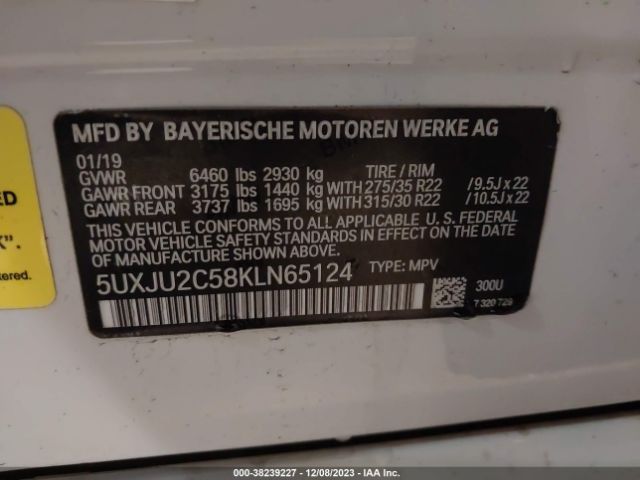 MFD BY BAYERISCHE MOTOREN WERKE AG
01/19
GVWR 6460 lbs 2930 kg TIRE / RIM
GAWR FRONT 3175 lbs 1440 kg WITH 275/35 R22 / 9.5J x 22
GAWR REAR 3737 lbs 1695 kg WITH 315/30 R22 / 10.5J x 22
THIS VEHICLE CONFORMS TO ALL APPLICABLE U.S. FEDERAL
MOTOR VEHICLE SAFETY STANDARDS IN EFFECT ON THE DATE
OF MANUFACTURE SHOWN ABOVE.
5UXJU2C58KLN65124 TYPE: MPV
300U
7 320 729
ED
K".
tered.
000-38239227 - 12/08/2023 - IAA Inc.